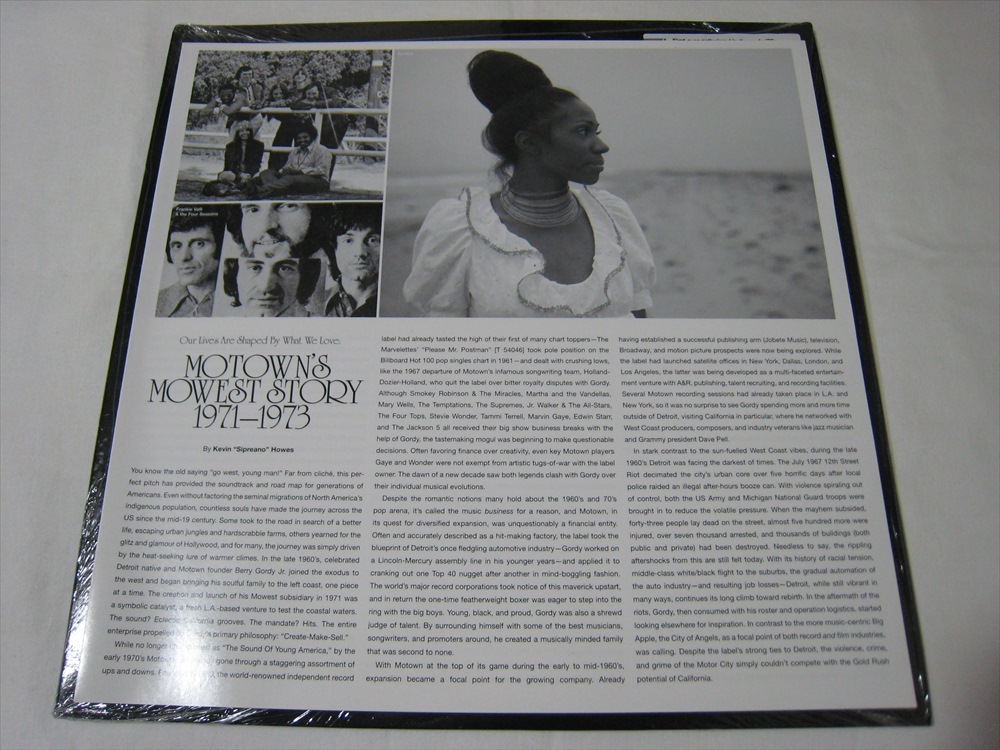 Frankie Valli
& the Four Seasons
Our Lives Are Shaped By What We Love:
MOTOWN'S
MOWEST STORY
1971–1973
By Kevin "Sipreano" Howes
You know the old saying "go west, young man!" Far from cliché, this per-
fect pitch has provided the soundtrack and road map for generations of
Americans. Even without factoring the seminal migrations of North America's
indigenous population, countless souls have made the journey across the
US since the mid-19 century. Some took to the road in search of a better
life, escaping urban jungles and hardscrabble farms, others yearned for the
glitz and glamour of Hollywood, and for many, the journey was simply driven
by the heat-seeking lure of warmer climes. In the late 1960's, celebrated
Detroit native and Motown founder Berry Gordy Jr. joined the exodus to
the west and began bringing his soulful family to the left coast, one piece
at a time. The creation and launch of his Mowest subsidiary in 1971 was
a symbolic catalyst, a fresh L.A.-based venture to test the coastal waters.
The sound? Eclectic California grooves. The mandate? Hits. The entire
enterprise propelled primary philosophy: "Create-Make-Sell."
While no longer as "The Sound Of Young America," by the
early 1970's Motown gone through a staggering assortment of
ups and downs. the world-renowned independent record
label had already tasted the high of their first of many chart toppers—The
Marvelettes' "Please Mr. Postman" [T 54046] took pole position on the
Billboard Hot 100 pop singles chart in 1961—and dealt with crushing lows,
like the 1967 departure of Motown's infamous songwriting team, Holland-
Dozier-Holland, who quit the label over bitter royalty disputes with Gordy.
Although Smokey Robinson & The Miracles, Martha and the Vandellas,
Mary Wells, The Temptations, The Supremes, Jr. Walker & The All-Stars,
The Four Tops, Stevie Wonder, Tammi Terrell, Marvin Gaye, Edwin Starr,
and The Jackson 5 all received their big show business breaks with the
help of Gordy, the tastemaking mogul was beginning to make questionable
decisions. Often favoring finance over creativity, even key Motown players
Gaye and Wonder were not exempt from artistic tugs-of-war with the label
owner. The dawn of a new decade saw both legends clash with Gordy over
their individual musical evolutions.
Despite the romantic notions many hold about the 1960's and 70's
pop arena, it's called the music business for a reason, and Motown, in
its quest for diversified expansion, was unquestionably a financial entity.
Often and accurately described as a hit-making factory, the label took the
blueprint of Detroit's once fledgling automotive industry—Gordy worked on
a Lincoln-Mercury assembly line in his younger years—and applied it to
cranking out one Top 40 nugget after another in mind-boggling fashion.
The world's major record corporations took notice of this maverick upstart,
and in return the one-time featherweight boxer was eager to step into the
ring with the big boys. Young, black, and proud, Gordy was also a shrewd
judge of talent. By surrounding himself with some of the best musicians,
songwriters, and promoters around, he created a musically minded family
that was second to none.
With Motown at the top of its game during the early to mid-1960's,
expansion became a focal point for the growing company. Already
having established a successful publishing arm (Jobete Music), television,
Broadway, and motion picture prospects were now being explored. While
the label had launched satellite offices in New York, Dallas, London, and
Los Angeles, the latter was being developed as a multi-faceted entertain-
ment venture with A&R, publishing, talent recruiting, and recording facilities.
Several Motown recording sessions had already taken place in L.A. and
New York, so it was no surprise to see Gordy spending more and more time
outside of Detroit, visiting California in particular, where he networked with
West Coast producers, composers, and industry veterans like jazz musician
and Grammy president Dave Pell.
In stark contrast to the sun-fuelled West Coast vibes, during the late
1960's Detroit was facing the darkest of times. The July 1967 12th Street
Riot decimated the city's urban core over five horrific days after local
police raided an illegal after-hours booze can. With violence spiraling out
of control, both the US Army and Michigan National Guard troops were
brought in to reduce the volatile pressure. When the mayhem subsided,
forty-three people lay dead on the street, almost five hundred more were
injured, over seven thousand arrested, and thousands of buildings (both
public and private) had been destroyed. Needless to say, the rippling
aftershocks from this are still felt today. With its history of racial tension,
middle-class white/black flight to the suburbs, the gradual automation of
the auto industry—and resulting job losses—Detroit, while still vibrant in
many ways, continues its long climb toward rebirth. In the aftermath of the
riots, Gordy, then consumed with his roster and operation logistics, started
looking elsewhere for inspiration. In contrast to the more music-centric Big
Apple, the City of Angels, as a focal point of both record and film industries,
was calling. Despite the label's strong ties to Detroit, the violence, crime,
and grime of the Motor City simply couldn't compete with the Gold Rush
potential of California.